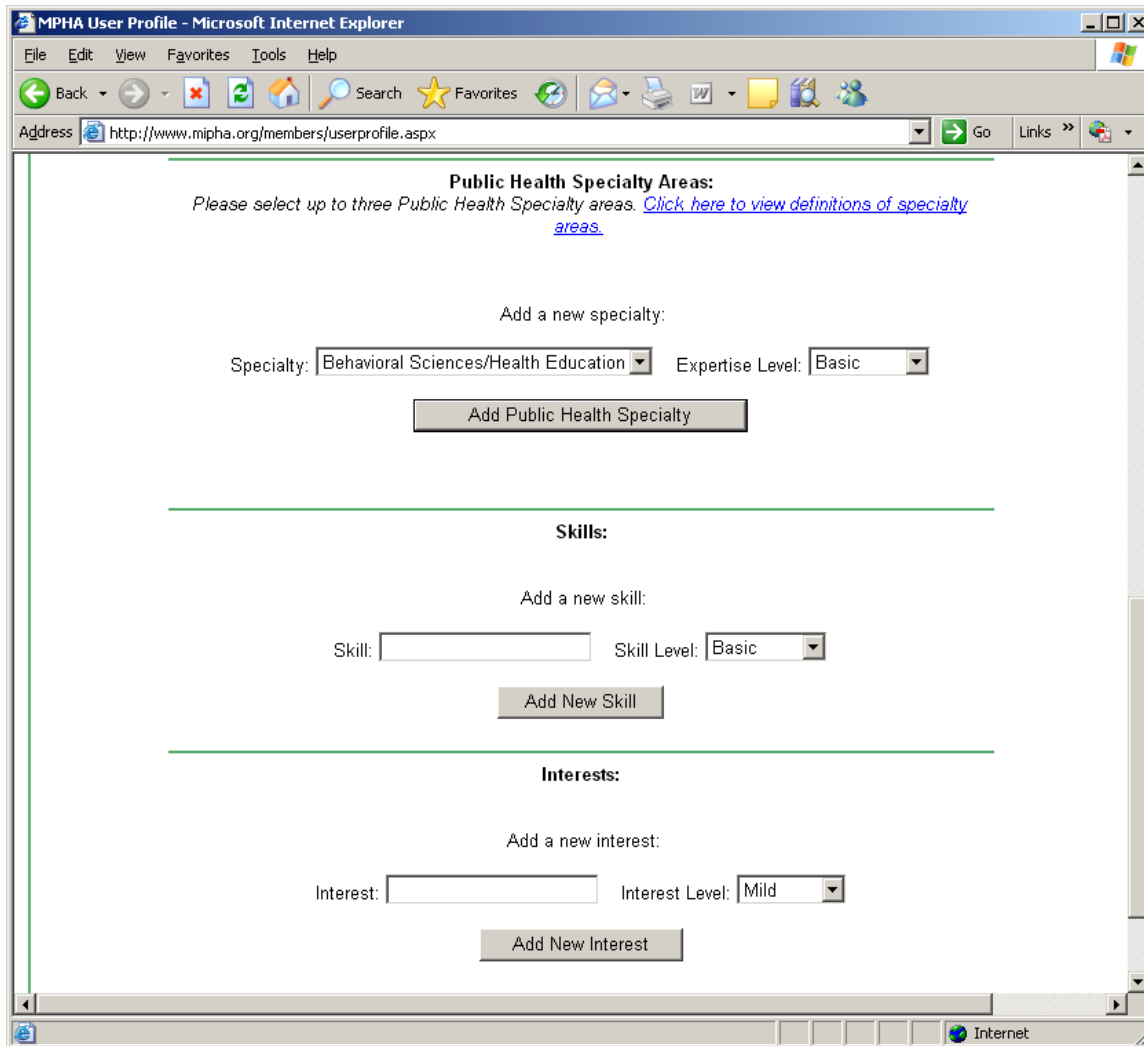 MPHA User Profile - Microsoft Internet Explorer
File Edit View Favorites Tools Help
Back Search Favorites
Address http://www.mipha.org/members/userprofile.aspx Go Links »
Public Health Specialty Areas:
Please select up to three Public Health Specialty areas. Click here to view definitions of specialty
areas.
Add a new specialty:
Specialty: Behavioral Sciences/Health Education Expertise Level: Basic
Add Public Health Specialty
Skills:
Add a new skill:
Skill: Skill Level: Basic
Add New Skill
Interests:
Add a new interest:
Interest: Interest Level: Mild
Add New Interest
Internet